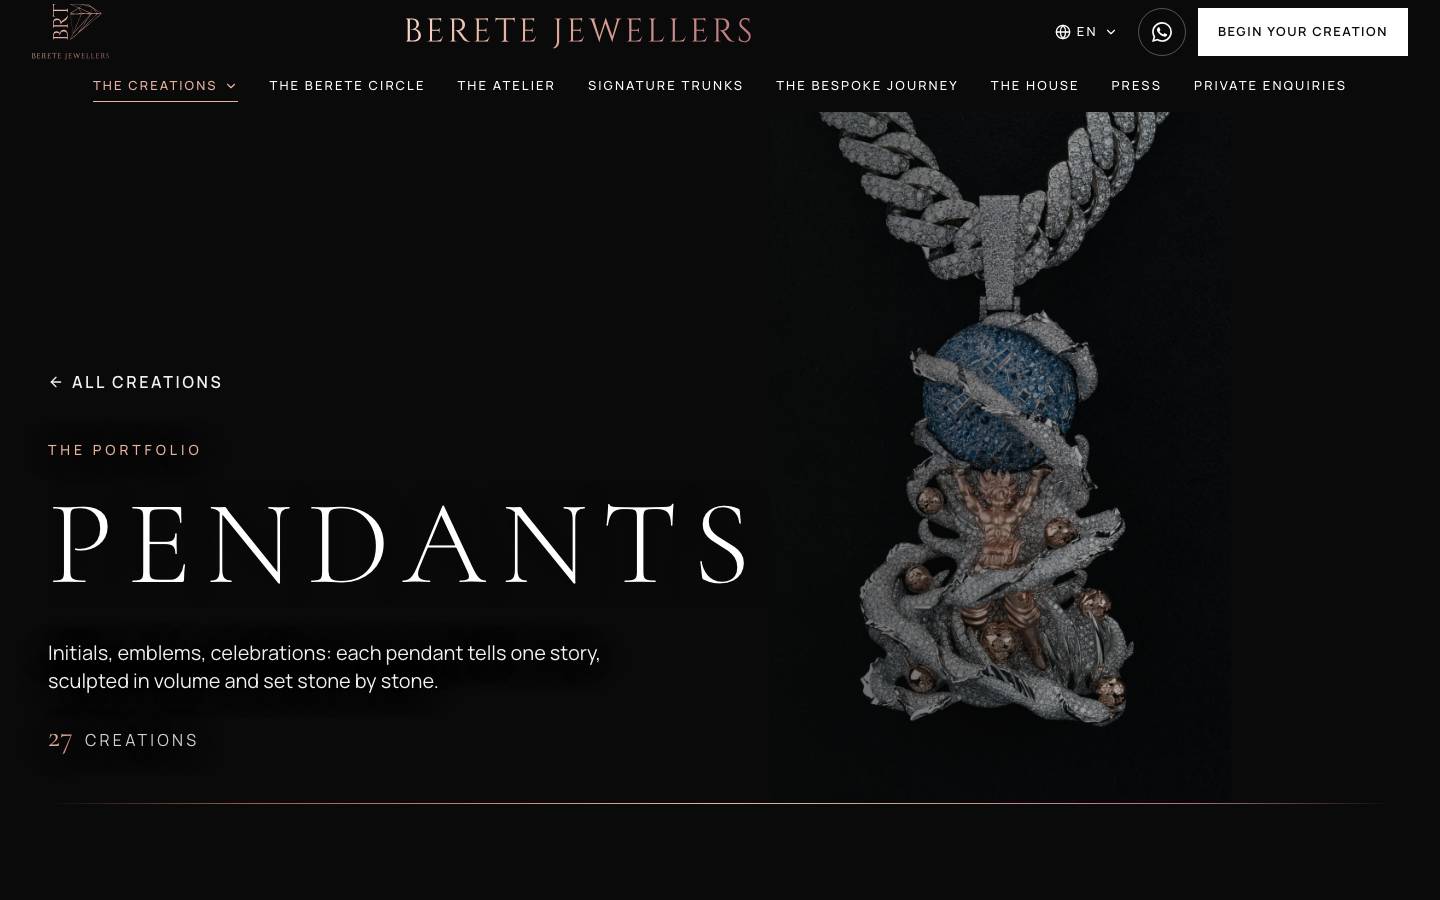 BRT
BERETE JEWELLERS
BERETE JEWELLERS
EN
BEGIN YOUR CREATION
THE CREATIONS
THE BERETE CIRCLE
THE ATELIER
SIGNATURE TRUNKS
THE BESPOKE JOURNEY
THE HOUSE
PRESS
PRIVATE ENQUIRIES
← ALL CREATIONS
THE PORTFOLIO
PENDANTS
Initials, emblems, celebrations: each pendant tells one story,
sculpted in volume and set stone by stone.
27 CREATIONS